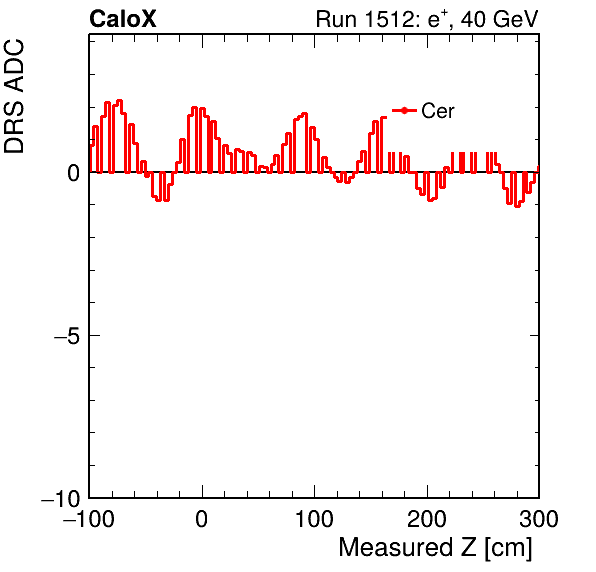 CaloX Run 1512: e⁺, 40 GeV
DRS ADC
Cer
0
−5
−10
−100 0 100 200 300
Measured Z [cm]